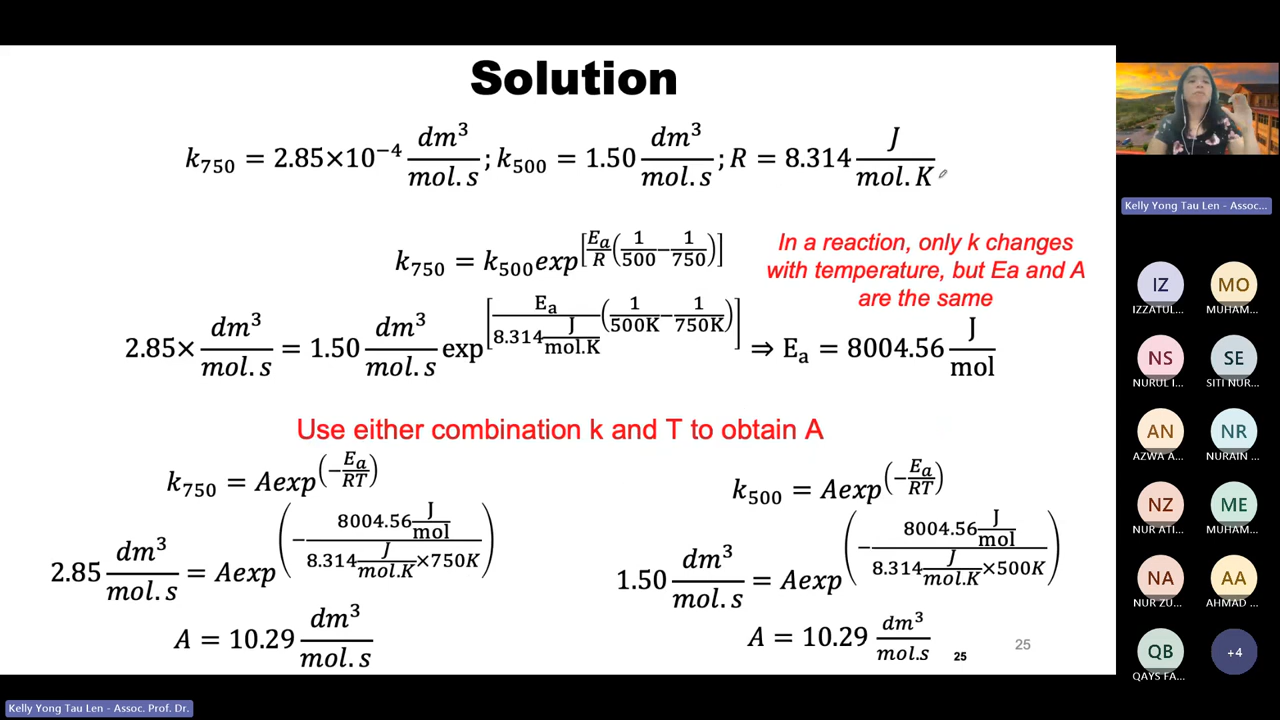 Solution
k₇₅₀ = 2.85×10⁻⁴ dm³/mol.s ; k₅₀₀ = 1.50 dm³/mol.s ; R = 8.314 J/mol.K
k₇₅₀ = k₅₀₀exp^[Eₐ/R(1/500−1/750)]
In a reaction, only k changes
with temperature, but Ea and A
are the same
2.85× dm³/mol.s = 1.50 dm³/mol.s exp^[Eₐ/(8.314 J/mol.K)(1/500K−1/750K)] ⇒ Eₐ = 8004.56 J/mol
Use either combination k and T to obtain A
k₇₅₀ = Aexp^(−Eₐ/RT)
2.85 dm³/mol.s = Aexp^(−(8004.56 J/mol)/(8.314 J/mol.K×750K))
A = 10.29 dm³/mol.s
k₅₀₀ = Aexp^(−Eₐ/RT)
1.50 dm³/mol.s = Aexp^(−(8004.56 J/mol)/(8.314 J/mol.K×500K))
A = 10.29 dm³/mol.s
25
25
Kelly Yong Tau Len - Assoc...
IZ
IZZATUL...
MO
MUHAM...
NS
NURUL I...
SE
SITI NUR...
AN
AZWA A...
NR
NURAIN ...
NZ
NUR ATI...
ME
MUHAM...
NA
NUR ZU...
AA
AHMAD ...
QB
QAYS FA...
+4
Kelly Yong Tau Len - Assoc. Prof. Dr.